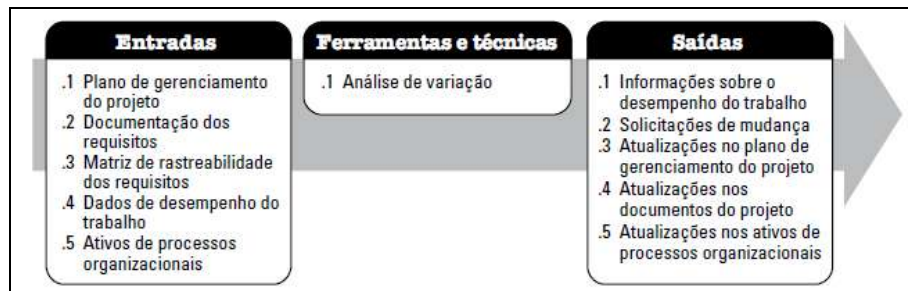 Entradas
.1 Plano de gerenciamento
do projeto
.2 Documentação dos
requisitos
.3 Matriz de rastreabilidade
dos requisitos
.4 Dados de desempenho do
trabalho
.5 Ativos de processos
organizacionais
Ferramentas e técnicas
.1 Análise de variação
Saídas
.1 Informações sobre o
desempenho do trabalho
.2 Solicitações de mudança
.3 Atualizações no plano de
gerenciamento do projeto
.4 Atualizações nos
documentos do projeto
.5 Atualizações nos ativos de
processos organizacionais